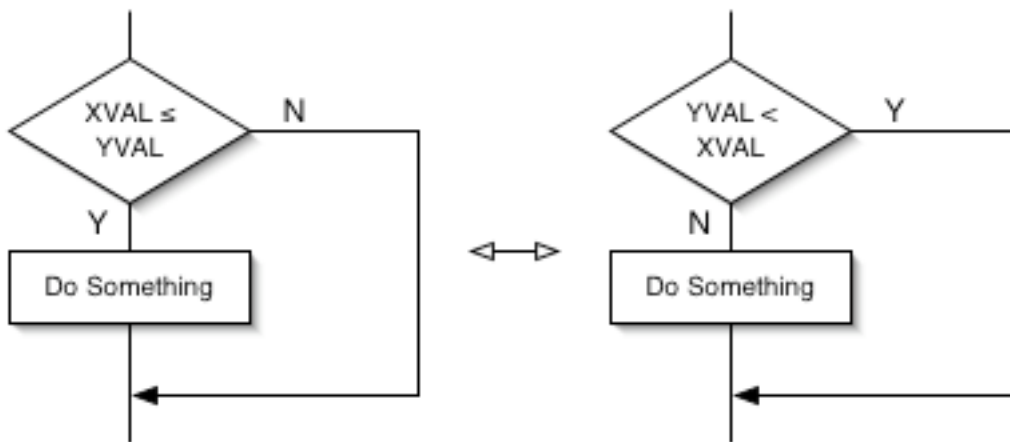 XVAL ≤
YVAL
N
Y
Do Something
YVAL <
XVAL
Y
N
Do Something